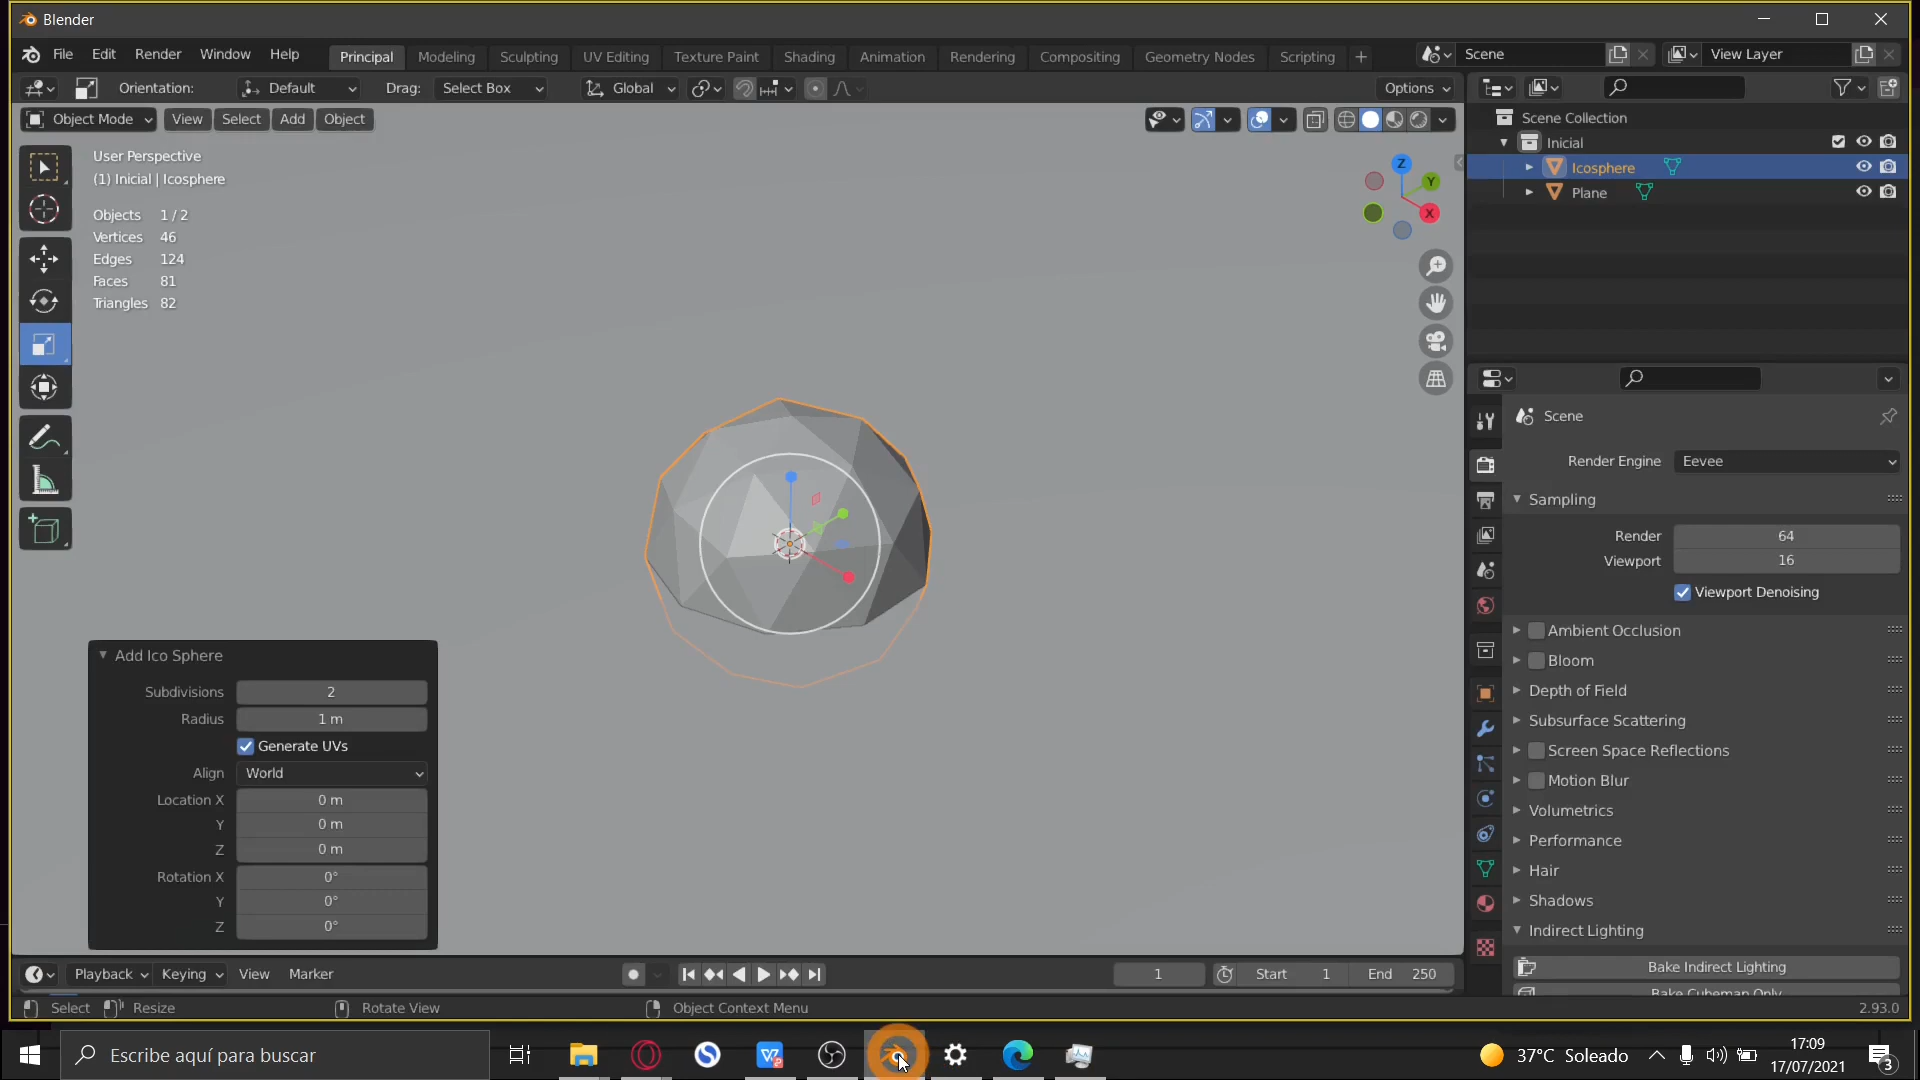 Blender
File Edit Render Window Help Principal Modeling Sculpting UV Editing Texture Paint Shading Animation Rendering Compositing Geometry Nodes Scripting + Scene View Layer
Orientation: Default Drag: Select Box Global Options
Object Mode View Select Add Object
User Perspective
(1) Inicial | Icosphere
Objects 1 / 2
Vertices 46
Edges 124
Faces 81
Triangles 82
Z
Y
X
Scene Collection
Inicial
Icosphere
Plane
Scene
Render Engine Eevee
Sampling
Render 64
Viewport 16
Viewport Denoising
Ambient Occlusion
Bloom
Depth of Field
Subsurface Scattering
Screen Space Reflections
Motion Blur
Volumetrics
Performance
Hair
Shadows
Indirect Lighting
Bake Indirect Lighting
Bake Cubemap Only
Add Ico Sphere
Subdivisions 2
Radius 1 m
Generate UVs
Align World
Location X 0 m
Y 0 m
Z 0 m
Rotation X 0°
Y 0°
Z 0°
Playback Keying View Marker 1 Start 1 End 250
Select Resize Rotate View Object Context Menu 2.93.0
Escribe aquí para buscar
37°C Soleado
17:09
17/07/2021
3